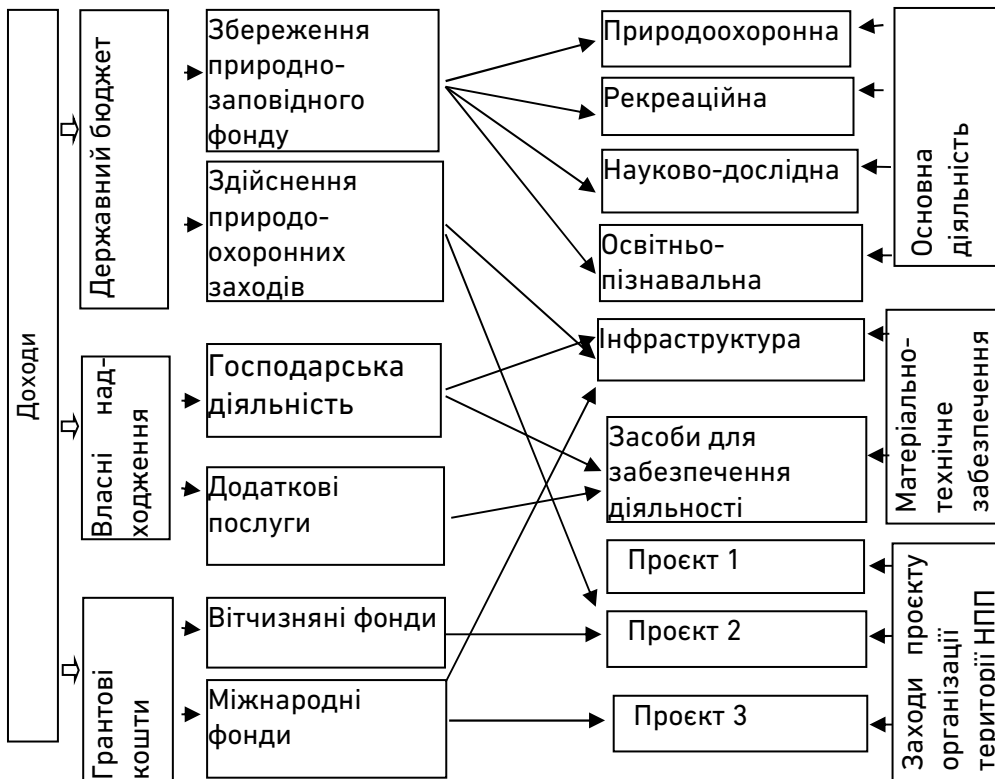 Доходи
Державний бюджет
Власні над-
ходження
Грантові
кошти
Збереження
природно-
заповідного
фонду
Здійснення
природо-
охоронних
заходів
Господарська
діяльність
Додаткові
послуги
Вітчизняні фонди
Міжнародні
фонди
Природоохоронна
Рекреаційна
Науково-дослідна
Освітньо-
пізнавальна
Інфраструктура
Засоби для
забезпечення
діяльності
Проєкт 1
Проєкт 2
Проєкт 3
Основна
діяльність
Матеріально-
технічне
забезпечення
Заходи проєкту
організації
території НПП